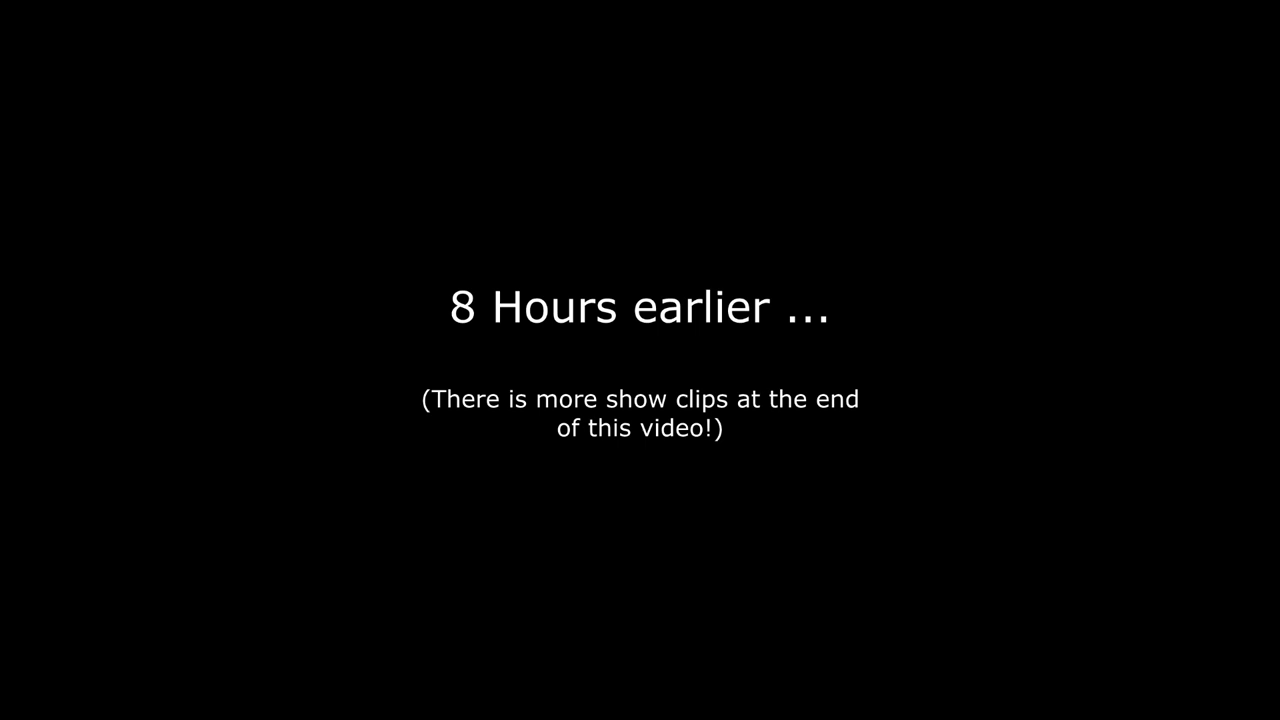 8 Hours earlier ...
(There is more show clips at the end
of this video!)